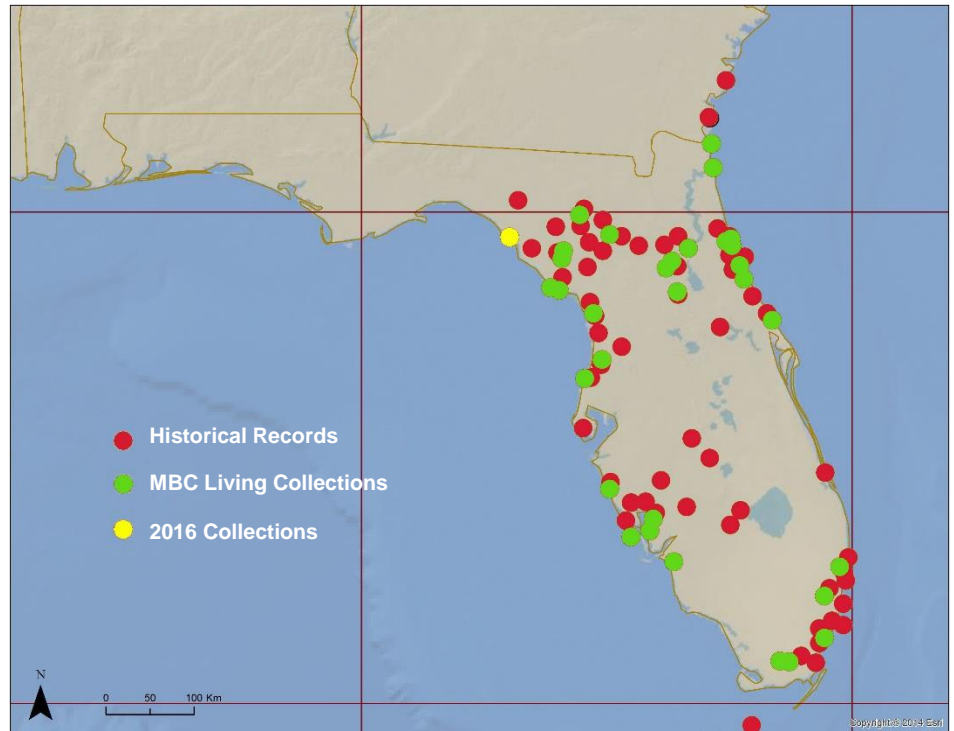 Historical Records
MBC Living Collections
2016 Collections
N
0 50 100 Km
Copyright:© 2014 Esri